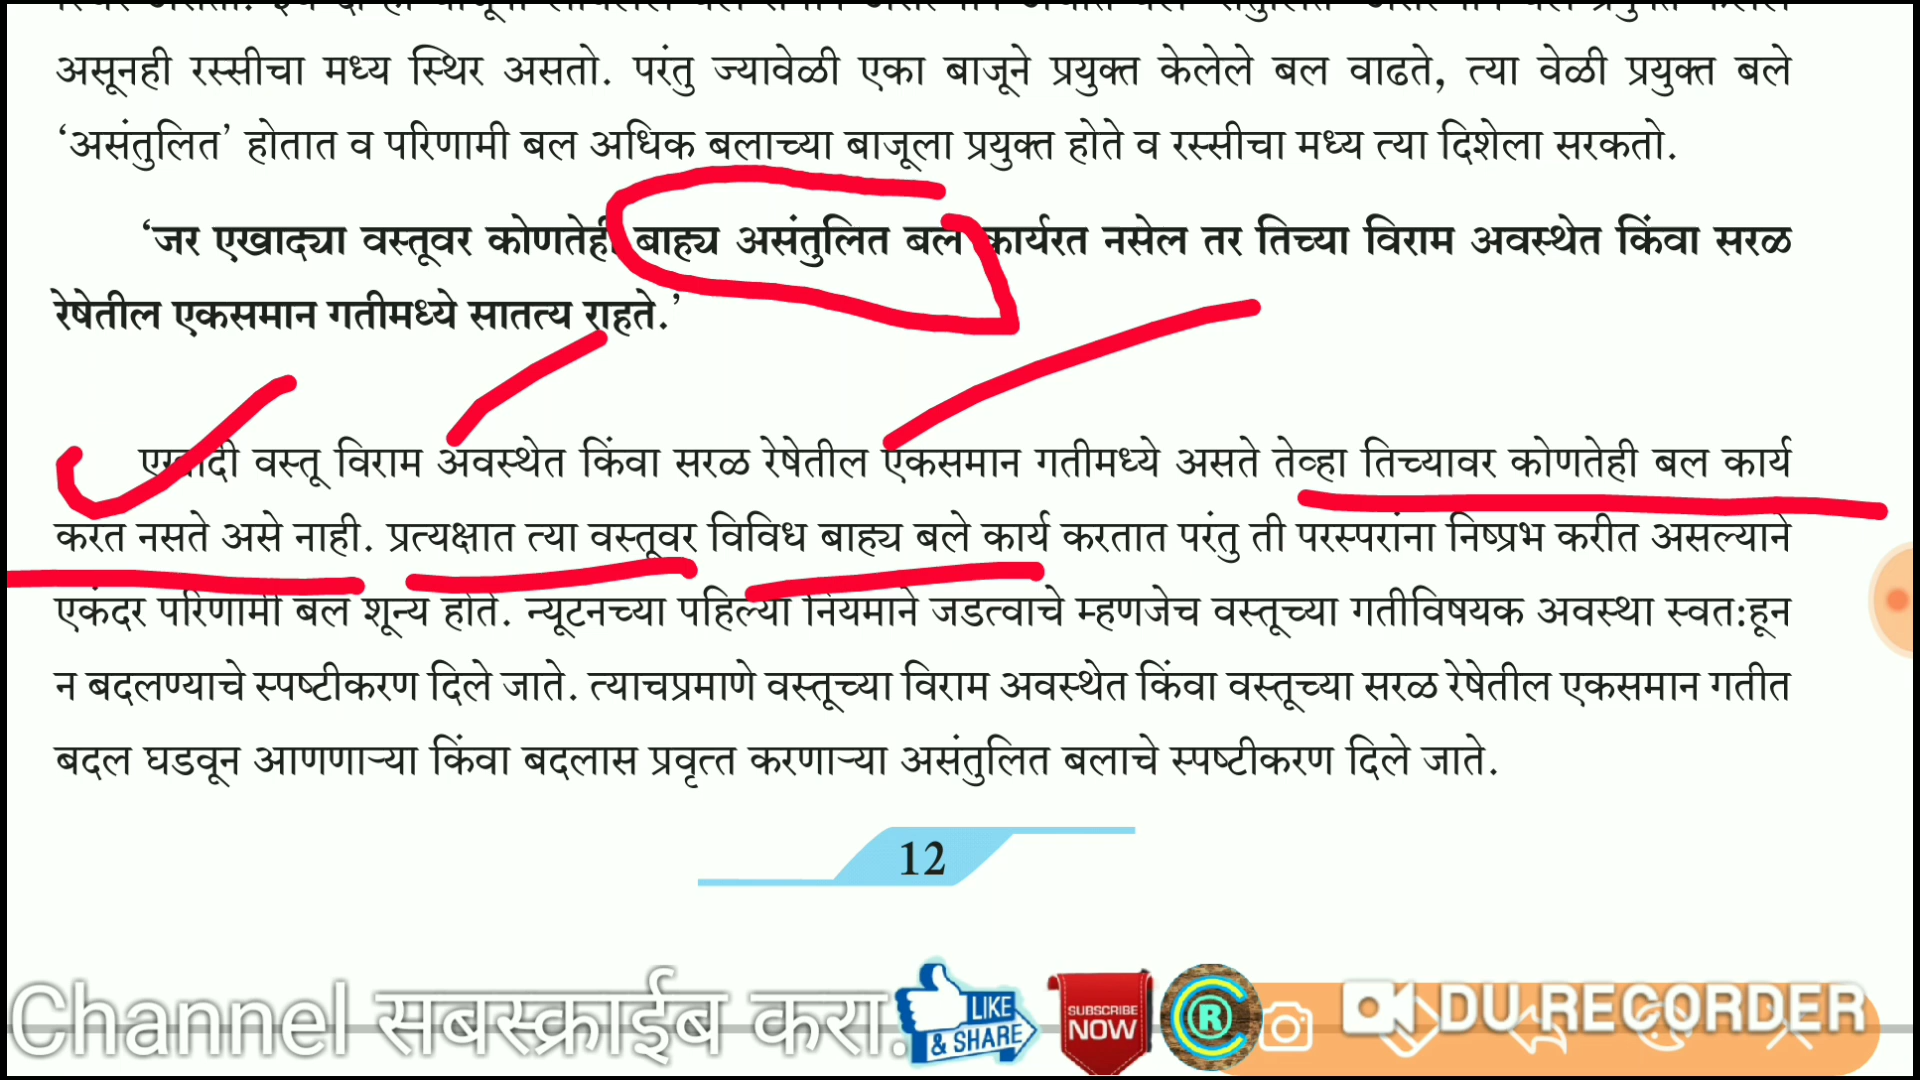 असूनही रस्सीचा मध्य स्थिर असतो. परंतु ज्यावेळी एका बाजूने प्रयुक्त केलेले बल वाढते, त्या वेळी प्रयुक्त बले
‘असंतुलित’ होतात व परिणामी बल अधिक बलाच्या बाजूला प्रयुक्त होते व रस्सीचा मध्य त्या दिशेला सरकतो.
‘जर एखाद्या वस्तूवर कोणतेही बाह्य असंतुलित बल कार्यरत नसेल तर तिच्या विराम अवस्थेत किंवा सरळ
रेषेतील एकसमान गतीमध्ये सातत्य राहते.’
एखादी वस्तू विराम अवस्थेत किंवा सरळ रेषेतील एकसमान गतीमध्ये असते तेव्हा तिच्यावर कोणतेही बल कार्य
करत नसते असे नाही. प्रत्यक्षात त्या वस्तूवर विविध बाह्य बले कार्य करतात परंतु ती परस्परांना निष्प्रभ करीत असल्याने
एकंदर परिणामी बल शून्य होते. न्यूटनच्या पहिल्या नियमाने जडत्वाचे म्हणजेच वस्तूच्या गतीविषयक अवस्था स्वत:हून
न बदलण्याचे स्पष्टीकरण दिले जाते. त्याचप्रमाणे वस्तूच्या विराम अवस्थेत किंवा वस्तूच्या सरळ रेषेतील एकसमान गतीत
बदल घडवून आणणाऱ्या किंवा बदलास प्रवृत्त करणाऱ्या असंतुलित बलाचे स्पष्टीकरण दिले जाते.
12
Channel सबस्क्राईब करा.
LIKE
& SHARE
SUBSCRIBE
NOW
R
DU RECORDER